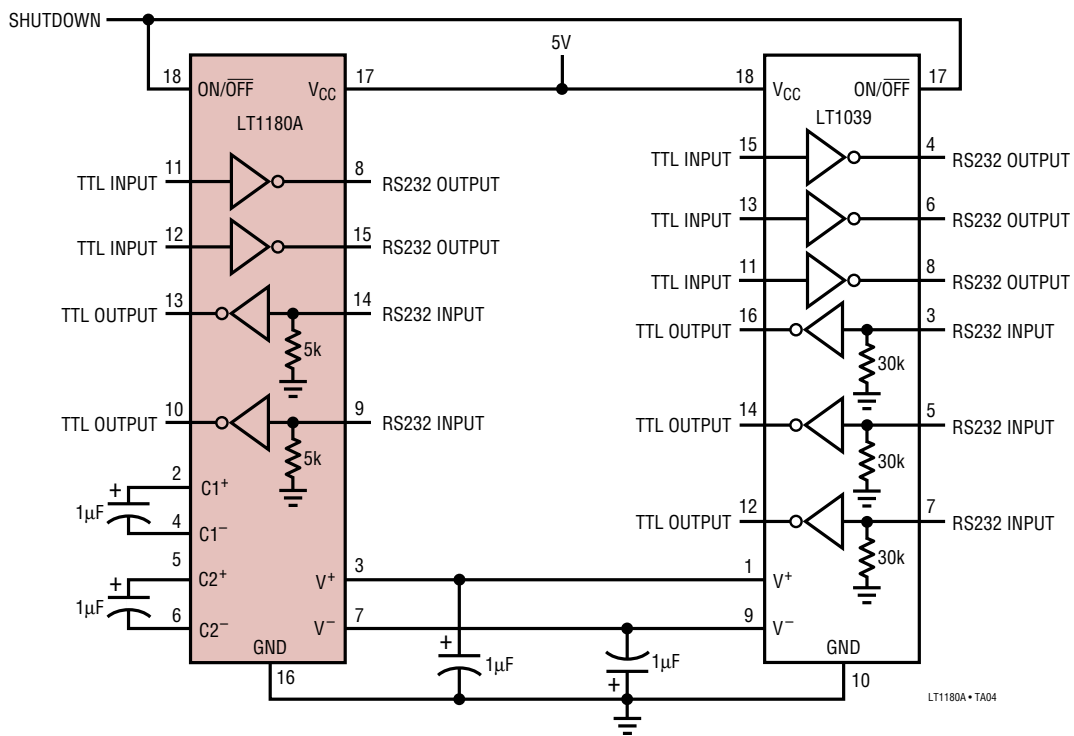 SHUTDOWN
5V
18 ON/OFF VCC 17
LT1180A
TTL INPUT 11 8 RS232 OUTPUT
TTL INPUT 12 15 RS232 OUTPUT
TTL OUTPUT 13 14 RS232 INPUT
5k
TTL OUTPUT 10 9 RS232 INPUT
5k
2 C1+
+
1µF
4 C1−
5 C2+
+
1µF
6 C2−
V+ 3
V− 7
GND
16
+
1µF
1µF
+
18 VCC ON/OFF 17
LT1039
TTL INPUT 15 4 RS232 OUTPUT
TTL INPUT 13 6 RS232 OUTPUT
TTL INPUT 11 8 RS232 OUTPUT
TTL OUTPUT 16 3 RS232 INPUT
30k
TTL OUTPUT 14 5 RS232 INPUT
30k
TTL OUTPUT 12 7 RS232 INPUT
30k
1 V+
9 V−
GND
10
LT1180A • TA04